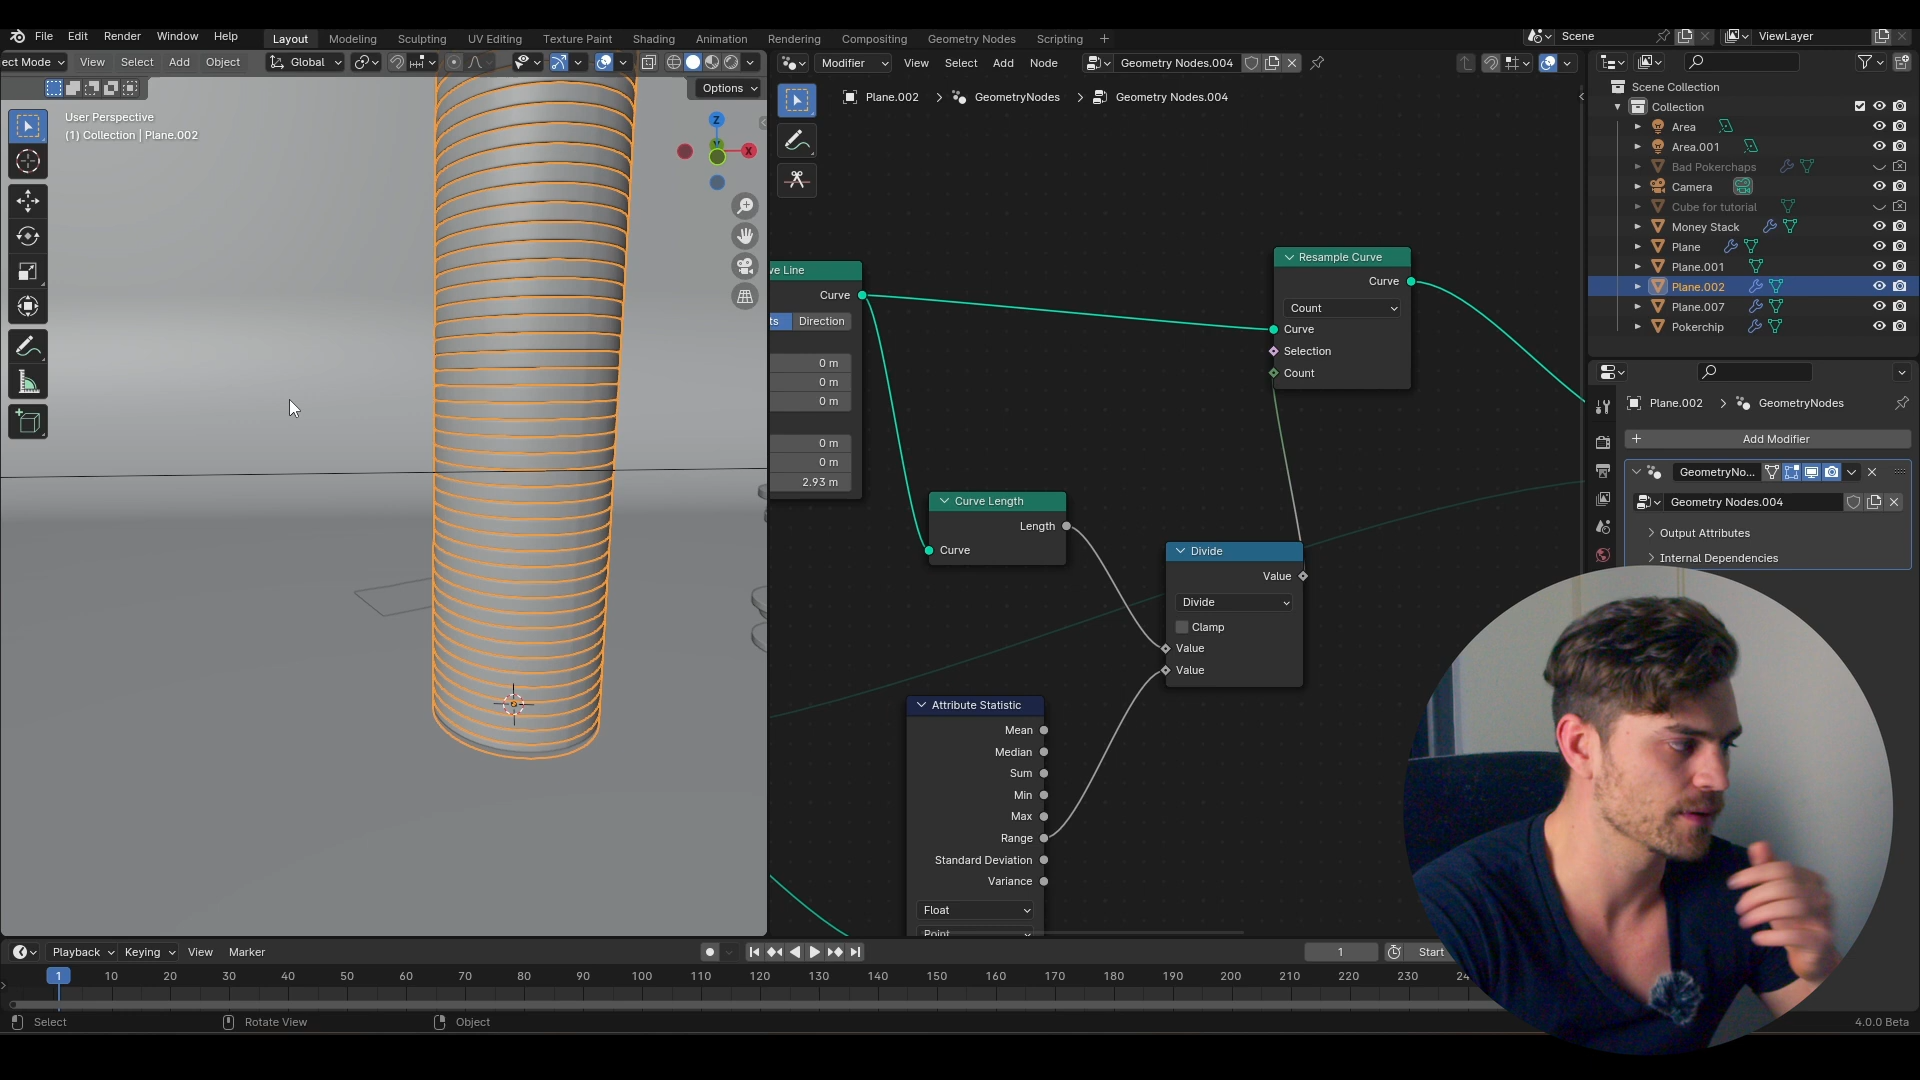 File Edit Render Window Help Layout Modeling Sculpting UV Editing Texture Paint Shading Animation Rendering Compositing Geometry Nodes Scripting + Scene ViewLayer
ect Mode View Select Add Object Global Modifier View Select Add Node Geometry Nodes.004
Options
Plane.002 > GeometryNodes > Geometry Nodes.004
User Perspective
(1) Collection | Plane.002
Z
Y
X
ve Line
Curve
ts Direction
0 m
0 m
0 m
0 m
0 m
2.93 m
Resample Curve
Curve
Count
Curve
Selection
Count
Curve Length
Length
Curve
Divide
Value
Divide
Clamp
Value
Value
Attribute Statistic
Mean
Median
Sum
Min
Max
Range
Standard Deviation
Variance
Float
Point
Scene Collection
Collection
Area
Area.001
Bad Pokerchaps
Camera
Cube for tutorial
Money Stack
Plane
Plane.001
Plane.002
Plane.007
Pokerchip
Plane.002 > GeometryNodes
+ Add Modifier
GeometryNo...
Geometry Nodes.004
Output Attributes
Internal Dependencies
Playback Keying View Marker 1 Start
1 10 20 30 40 50 60 70 80 90 100 110 120 130 140 150 160 170 180 190 200 210 220 230 24
Select Rotate View Object 4.0.0 Beta